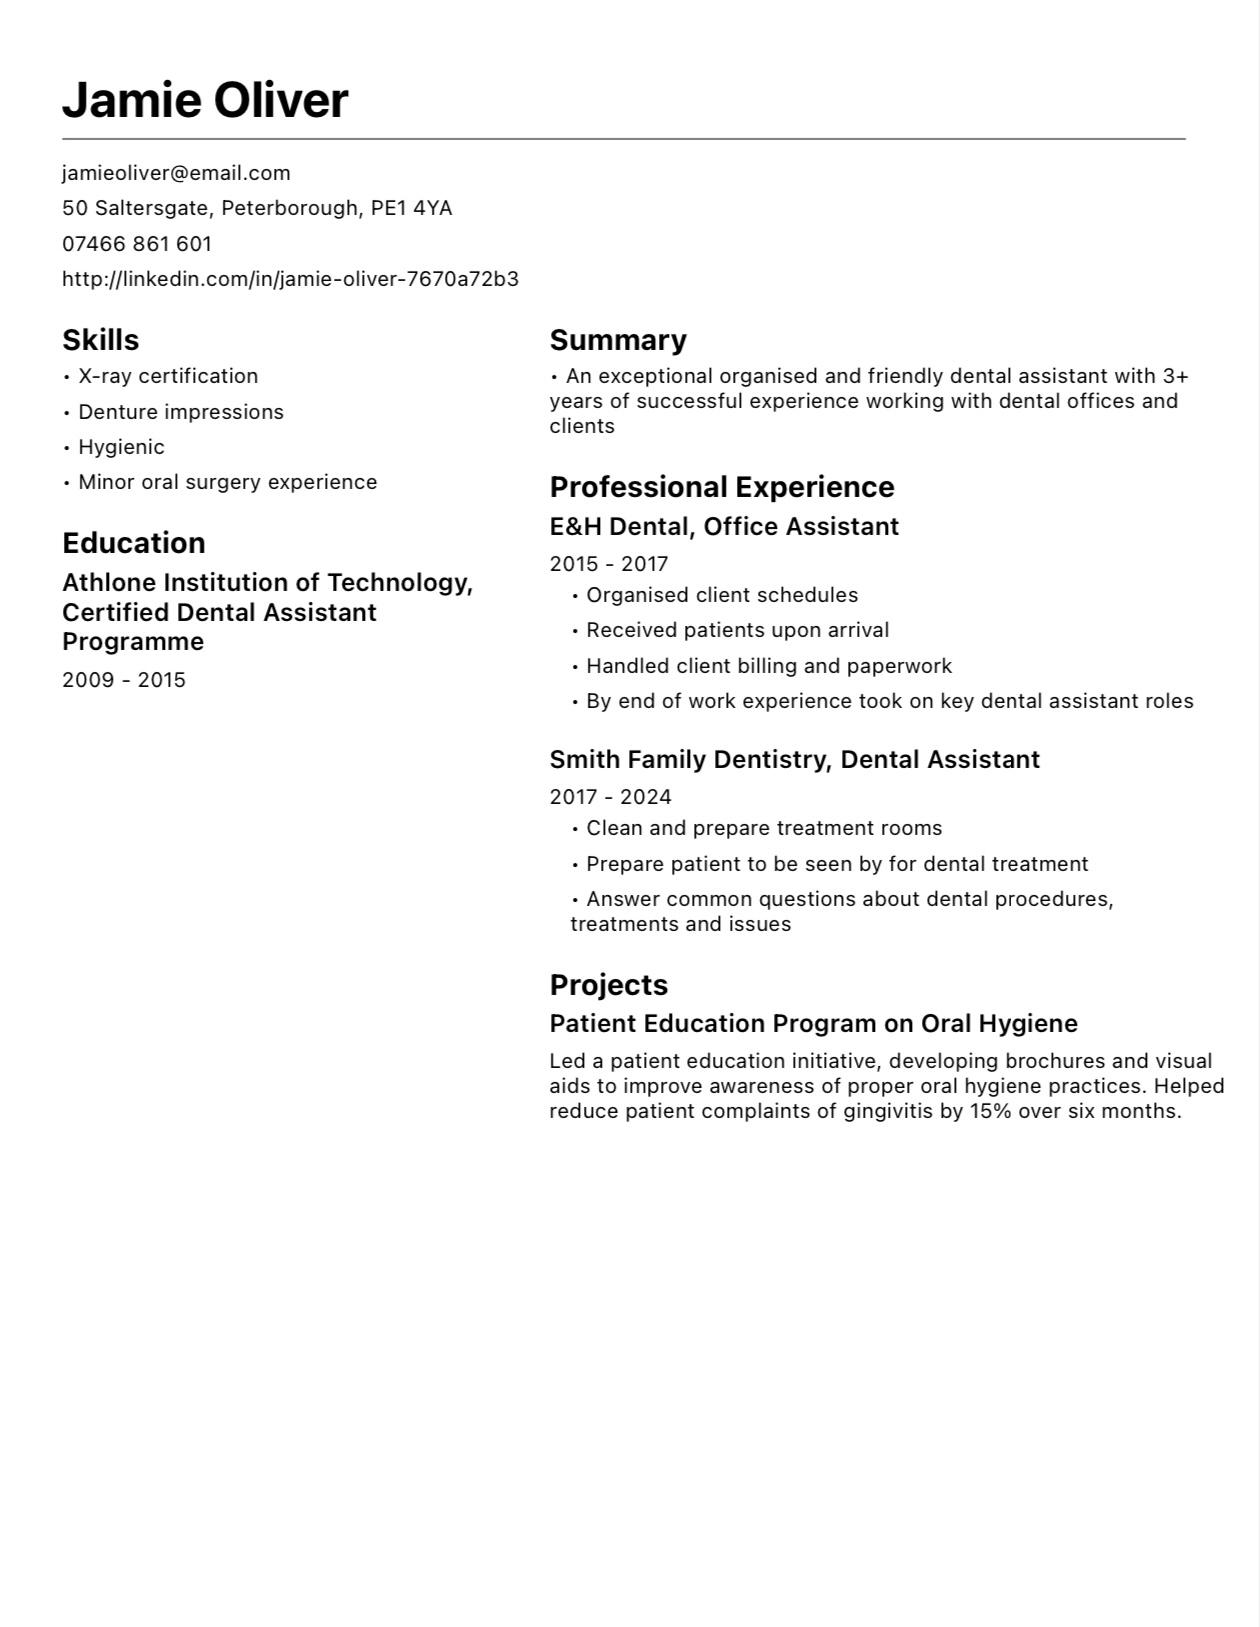 Jamie Oliver
jamieoliver@email.com
50 Saltersgate, Peterborough, PE1 4YA
07466 861 601
http://linkedin.com/in/jamie-oliver-7670a72b3
Skills
• X-ray certification
• Denture impressions
• Hygienic
• Minor oral surgery experience
Education
Athlone Institution of Technology,
Certified Dental Assistant
Programme
2009 - 2015
Summary
• An exceptional organised and friendly dental assistant with 3+
years of successful experience working with dental offices and
clients
Professional Experience
E&H Dental, Office Assistant
2015 - 2017
• Organised client schedules
• Received patients upon arrival
• Handled client billing and paperwork
• By end of work experience took on key dental assistant roles
Smith Family Dentistry, Dental Assistant
2017 - 2024
• Clean and prepare treatment rooms
• Prepare patient to be seen by for dental treatment
• Answer common questions about dental procedures,
treatments and issues
Projects
Patient Education Program on Oral Hygiene
Led a patient education initiative, developing brochures and visual
aids to improve awareness of proper oral hygiene practices. Helped
reduce patient complaints of gingivitis by 15% over six months.